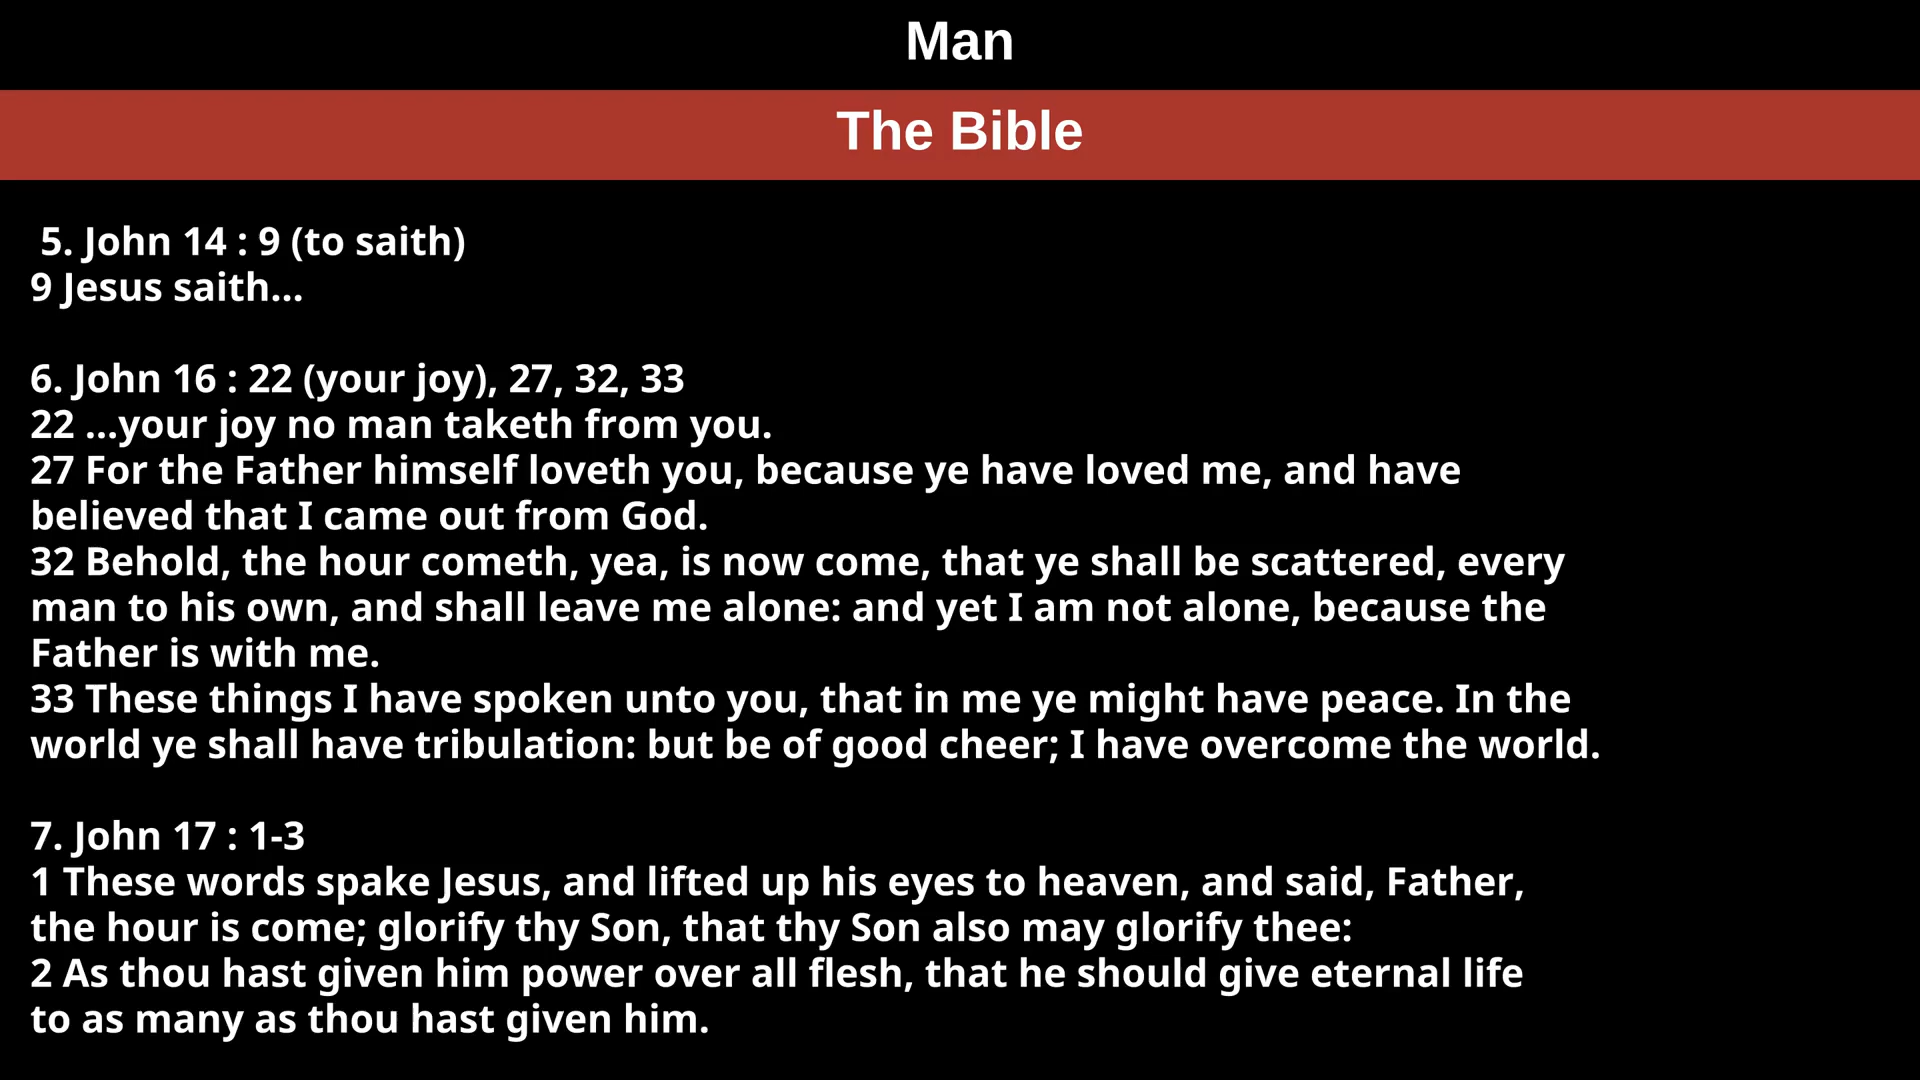 Man
The Bible
5. John 14 : 9 (to saith)
9 Jesus saith...
6. John 16 : 22 (your joy), 27, 32, 33
22 ...your joy no man taketh from you.
27 For the Father himself loveth you, because ye have loved me, and have
believed that I came out from God.
32 Behold, the hour cometh, yea, is now come, that ye shall be scattered, every
man to his own, and shall leave me alone: and yet I am not alone, because the
Father is with me.
33 These things I have spoken unto you, that in me ye might have peace. In the
world ye shall have tribulation: but be of good cheer; I have overcome the world.
7. John 17 : 1-3
1 These words spake Jesus, and lifted up his eyes to heaven, and said, Father,
the hour is come; glorify thy Son, that thy Son also may glorify thee:
2 As thou hast given him power over all flesh, that he should give eternal life
to as many as thou hast given him.